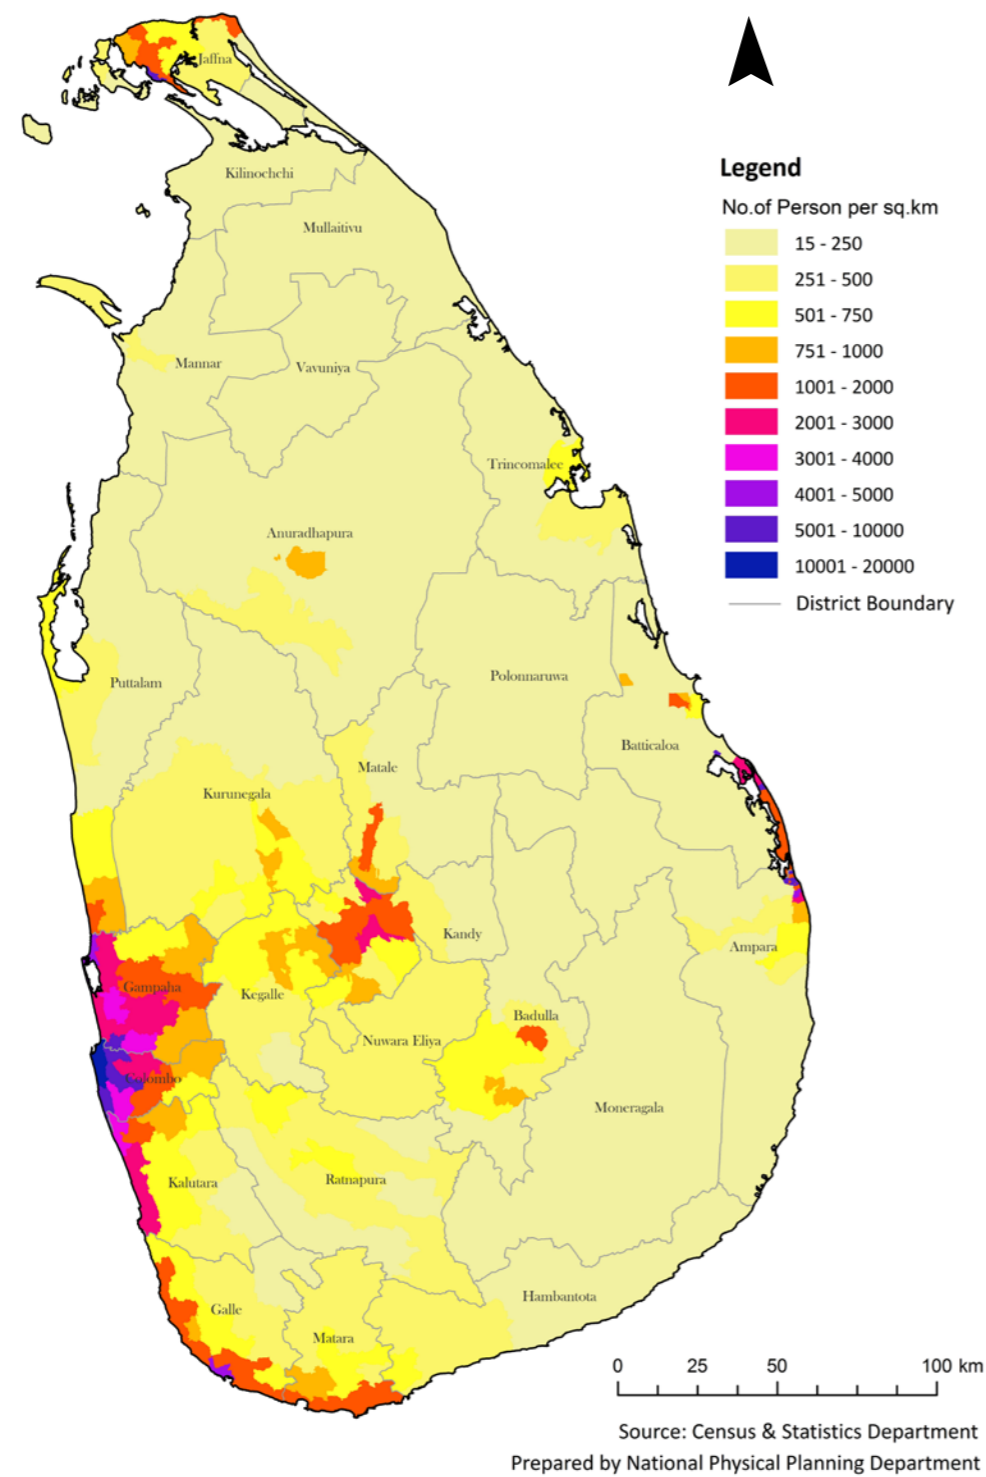 Jaffna
Kilinochchi
Mullaitivu
Mannar
Vavuniya
Trincomalee
Anuradhapura
Puttalam
Polonnaruwa
Batticaloa
Matale
Kurunegala
Kandy
Ampara
Gampaha
Kegalle
Badulla
Nuwara Eliya
Colombo
Moneragala
Kalutara
Ratnapura
Hambantota
Galle
Matara
Legend
No.of Person per sq.km
15 - 250
251 - 500
501 - 750
751 - 1000
1001 - 2000
2001 - 3000
3001 - 4000
4001 - 5000
5001 - 10000
10001 - 20000
District Boundary
0 25 50 100 km
Source: Census & Statistics Department
Prepared by National Physical Planning Department